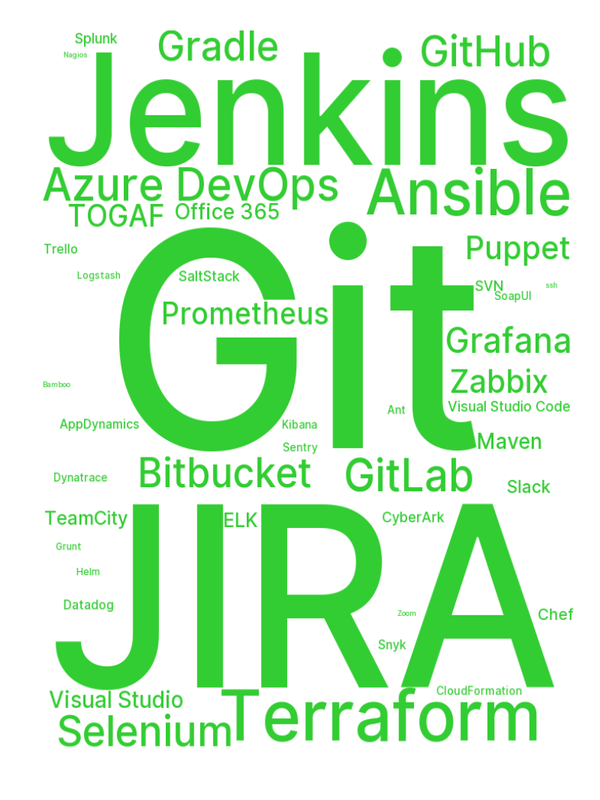 Splunk
Gradle
GitHub
Nagios
Jenkins
Azure DevOps
Ansible
TOGAF
Office 365
Git
Trello
Puppet
Logstash
SaltStack
SVN
ssh
SoapUI
Prometheus
Grafana
Zabbix
Bamboo
Ant
Visual Studio Code
AppDynamics
Kibana
Maven
Sentry
Bitbucket
GitLab
Dynatrace
Slack
JIRA
TeamCity
ELK
CyberArk
Grunt
Helm
Datadog
Zoom
Chef
Snyk
Visual Studio
CloudFormation
Terraform
Selenium